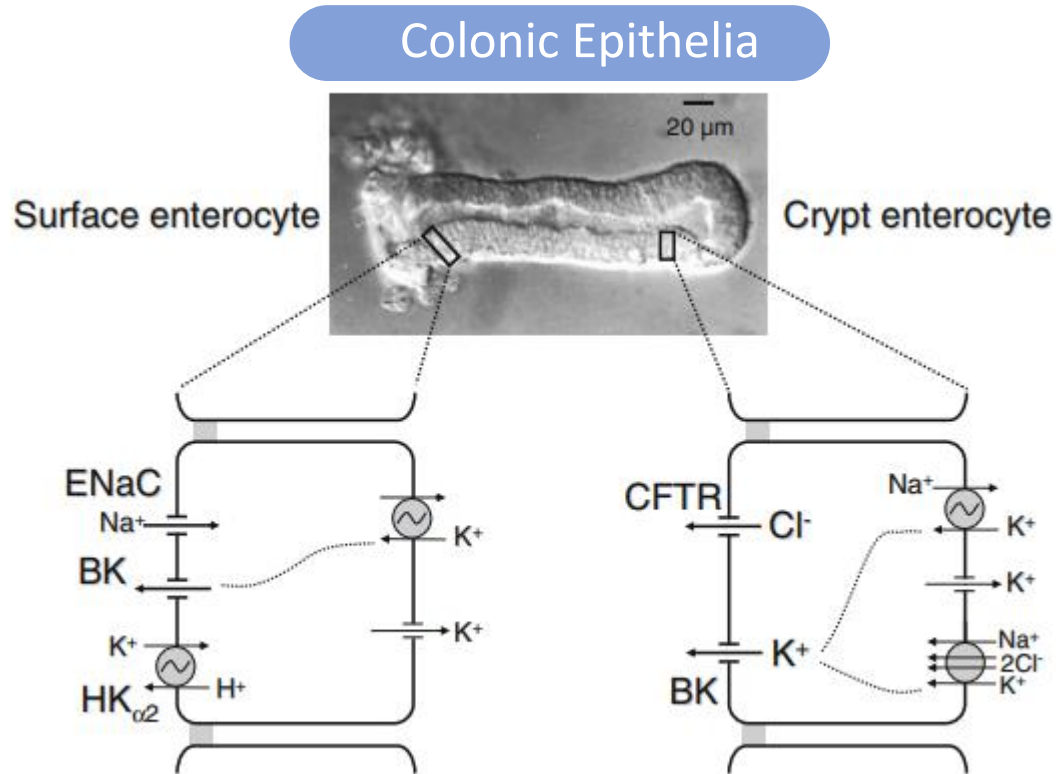 Colonic Epithelia
20 µm
Surface enterocyte
Crypt enterocyte
ENaC
Na⁺
BK
K⁺
HKα2
H⁺
K⁺
K⁺
CFTR
Cl⁻
K⁺
BK
Na⁺
K⁺
K⁺
Na⁺
2Cl⁻
K⁺